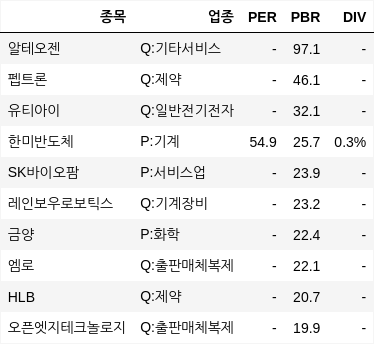 종목 업종 PER PBR DIV
알테오젠 Q:기타서비스 - 97.1 -
펩트론 Q:제약 - 46.1 -
유티아이 Q:일반전기전자 - 32.1 -
한미반도체 P:기계 54.9 25.7 0.3%
SK바이오팜 P:서비스업 - 23.9 -
레인보우로보틱스 Q:기계장비 - 23.2 -
금양 P:화학 - 22.4 -
엠로 Q:출판매체복제 - 22.1 -
HLB Q:제약 - 20.7 -
오픈엣지테크놀로지 Q:출판매체복제 - 19.9 -